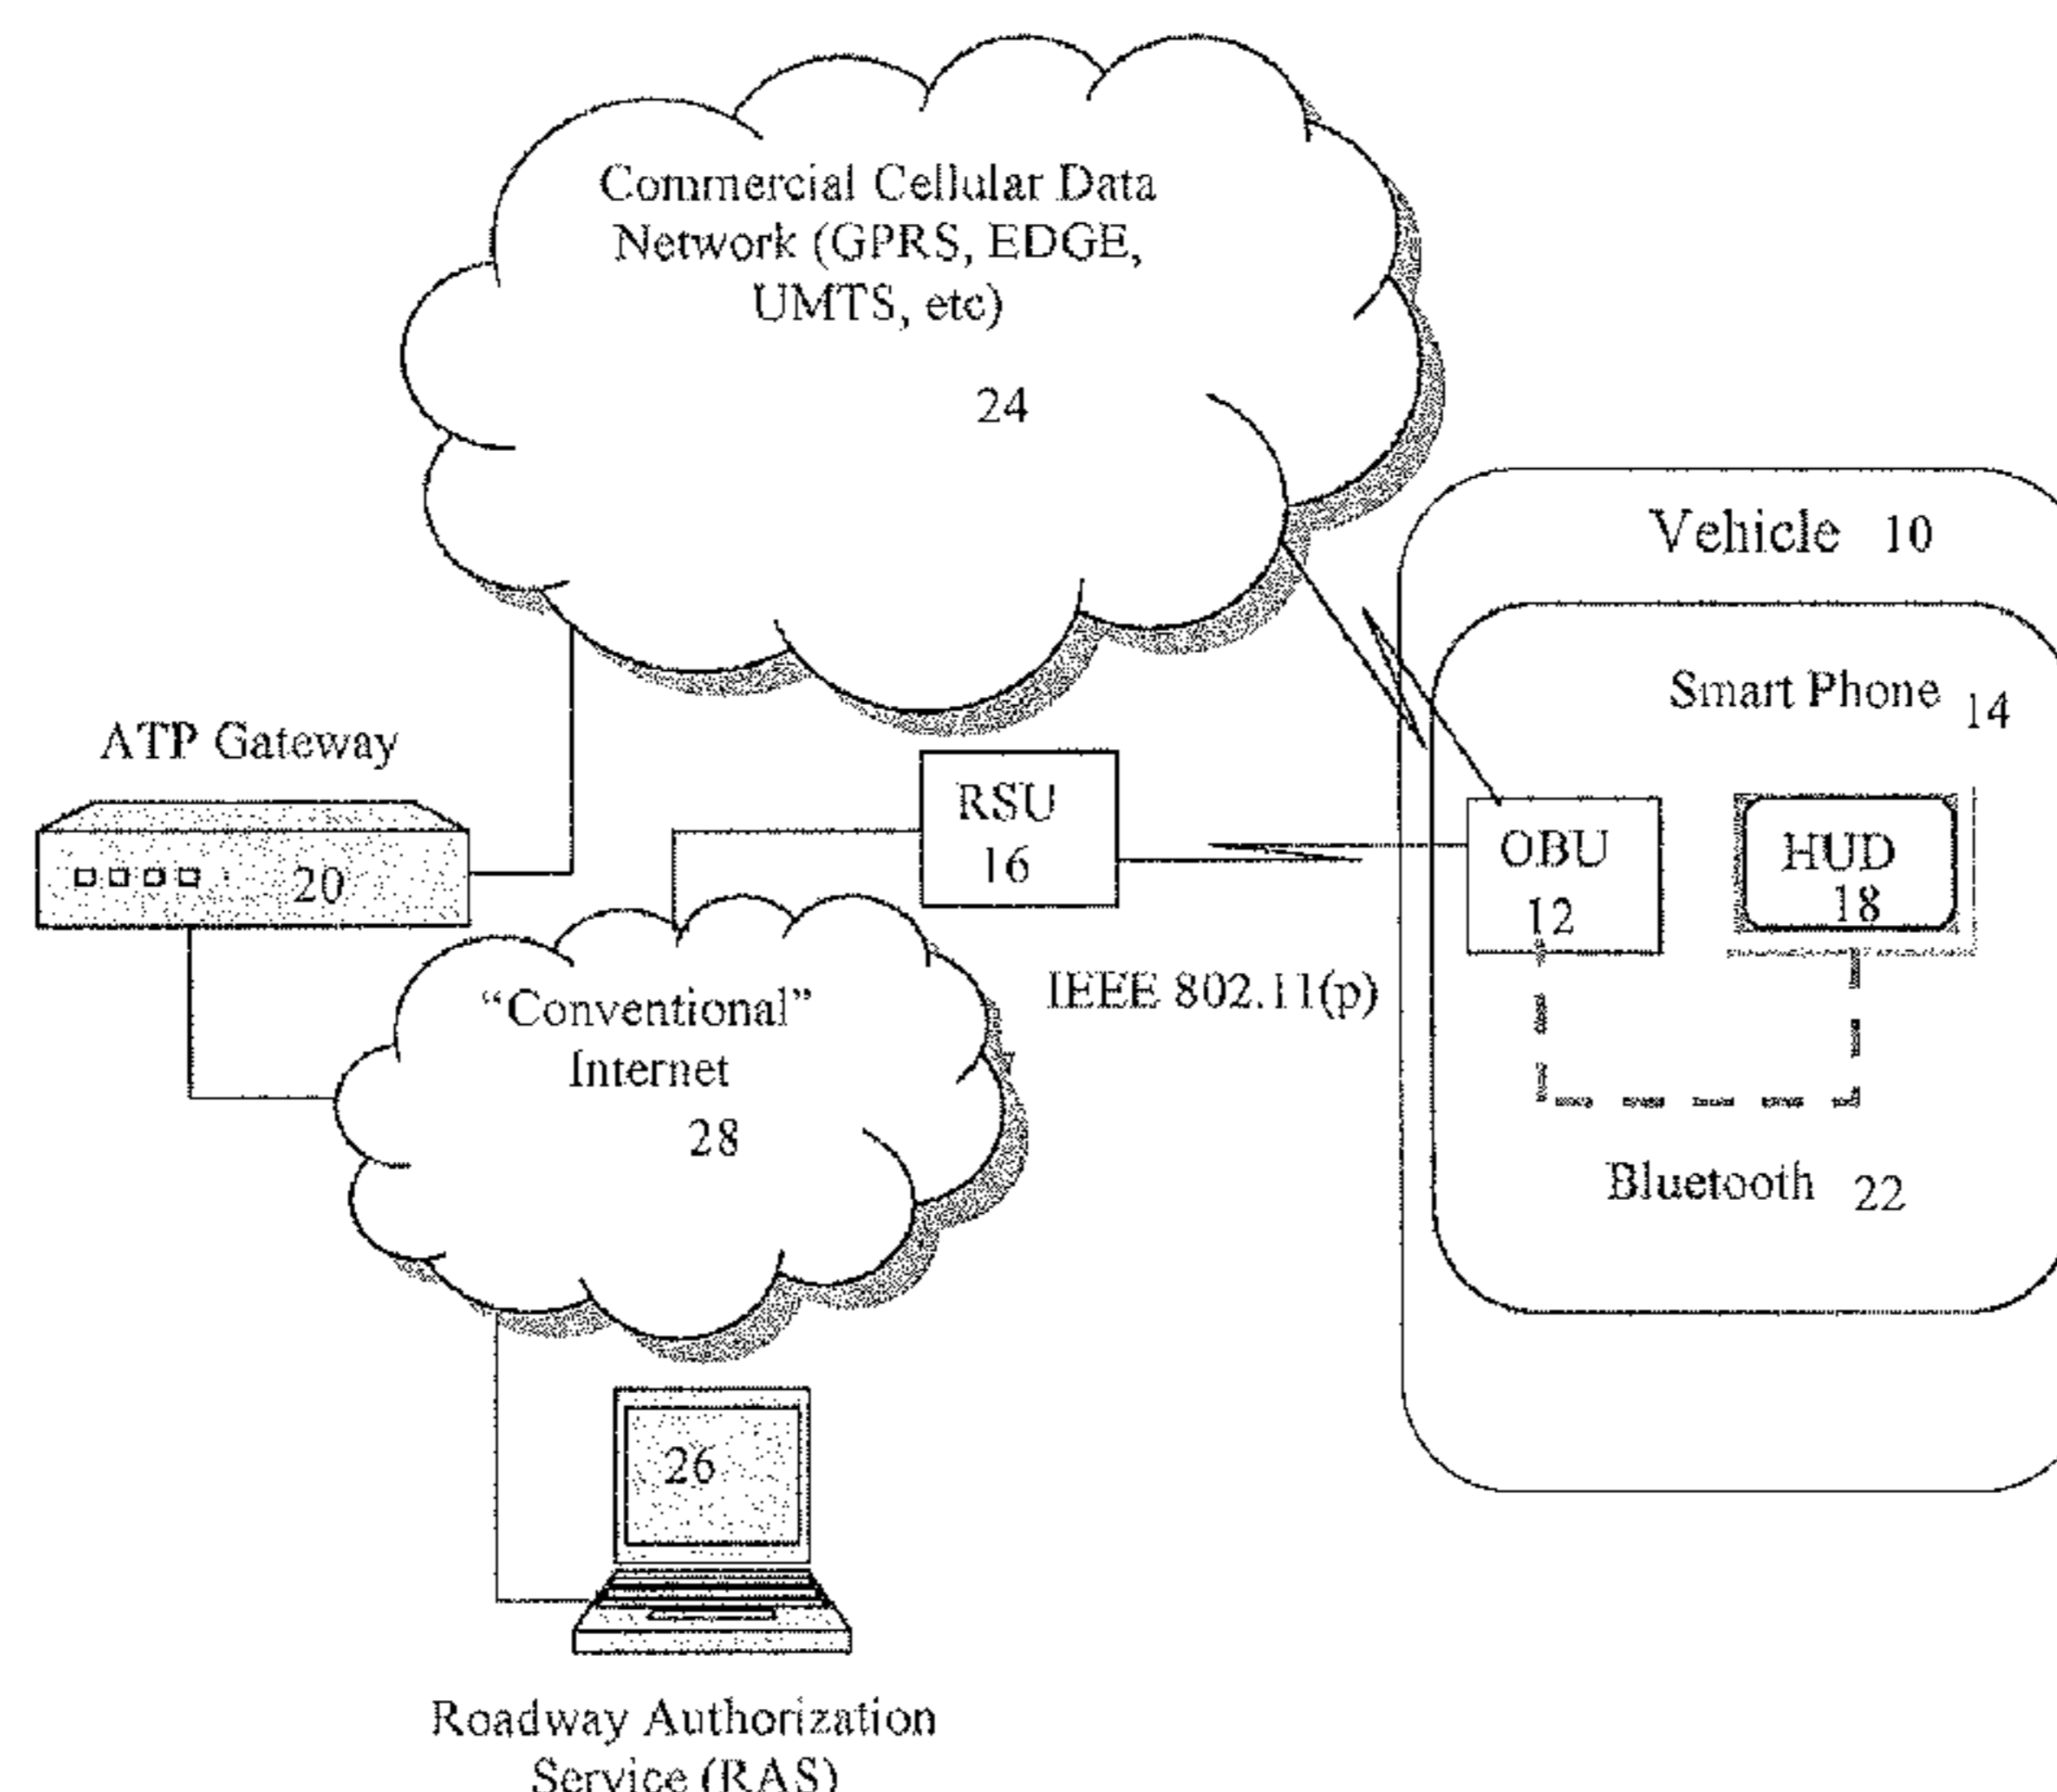 Commercial Cellular Data
Network (GPRS, EDGE,
UMTS, etc)
24
Vehicle 10
Smart Phone 14
ATP Gateway
20
RSU
16
OBU
12
HUD
18
IEEE 802.11(p)
“Conventional”
Internet
28
Bluetooth 22
26
Roadway Authorization
Service (RAS)